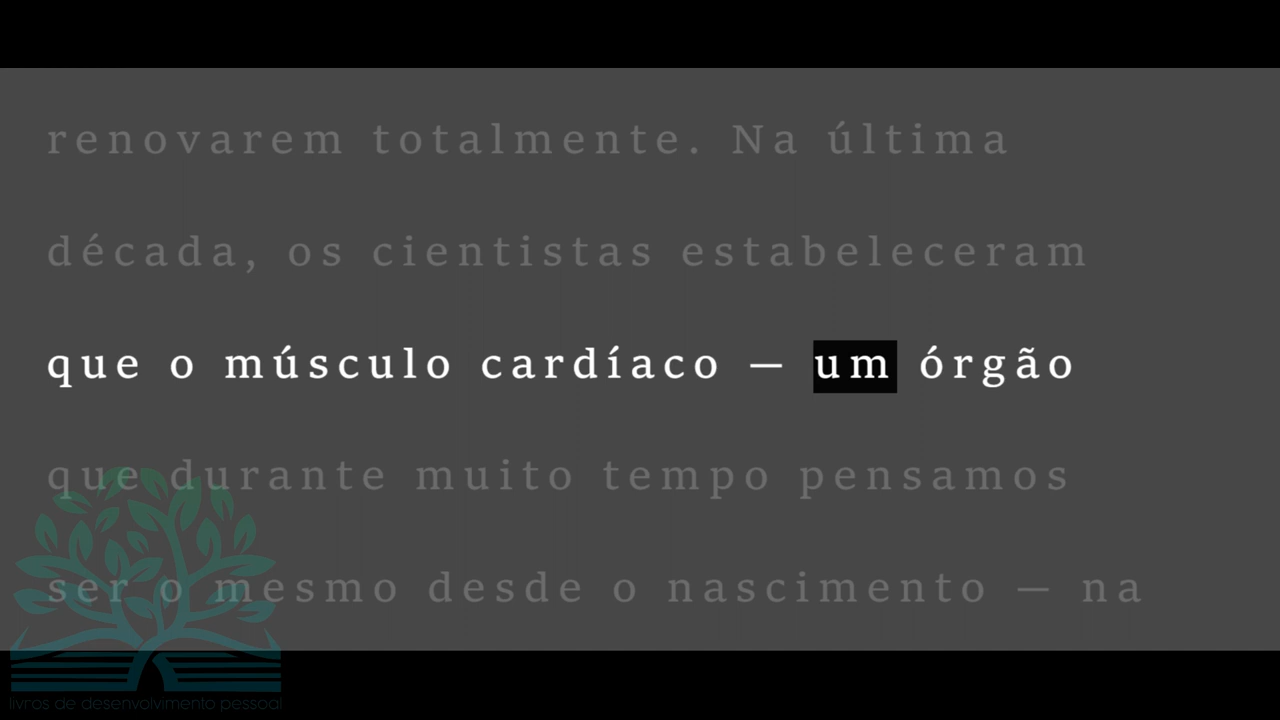 renovarem totalmente. Na última
década, os cientistas estabeleceram
que o músculo cardíaco — um órgão
que durante muito tempo pensamos
ser o mesmo desde o nascimento — na
livros de desenvolvimento pessoal